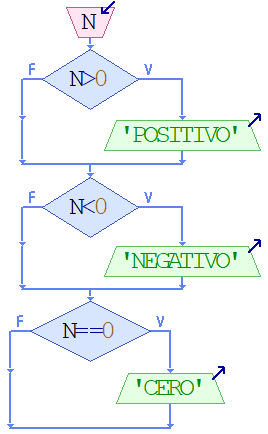 N
F
N>0
V
'POSITIVO'
F
N<0
V
'NEGATIVO'
F
N==0
V
'CERO'